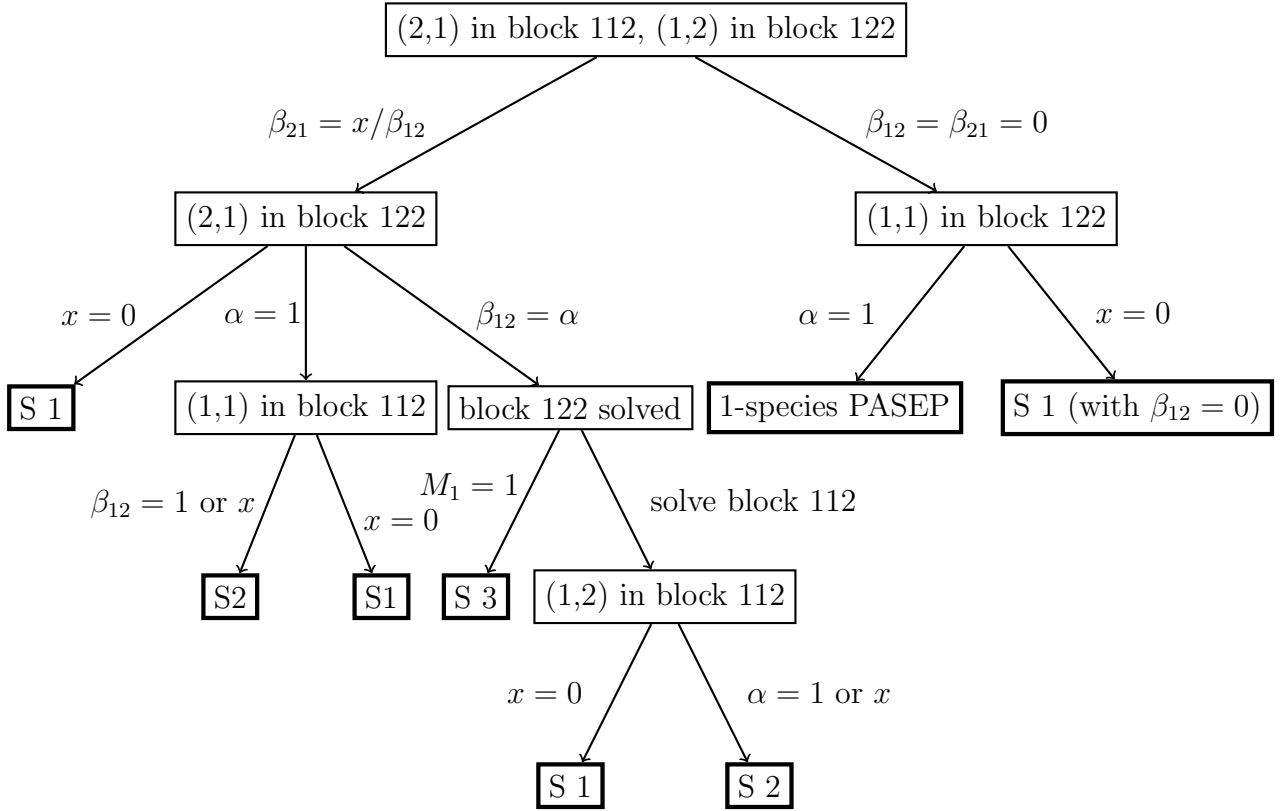 (2,1) in block 112, (1,2) in block 122
β₂₁ = x/β₁₂
β₁₂ = β₂₁ = 0
(2,1) in block 122
(1,1) in block 122
x = 0
α = 1
β₁₂ = α
α = 1
x = 0
S 1
(1,1) in block 112
block 122 solved
1-species PASEP
S 1 (with β₁₂ = 0)
β₁₂ = 1 or x
x = 0
M₁ = 1
solve block 112
S2
S1
S 3
(1,2) in block 112
x = 0
α = 1 or x
S 1
S 2